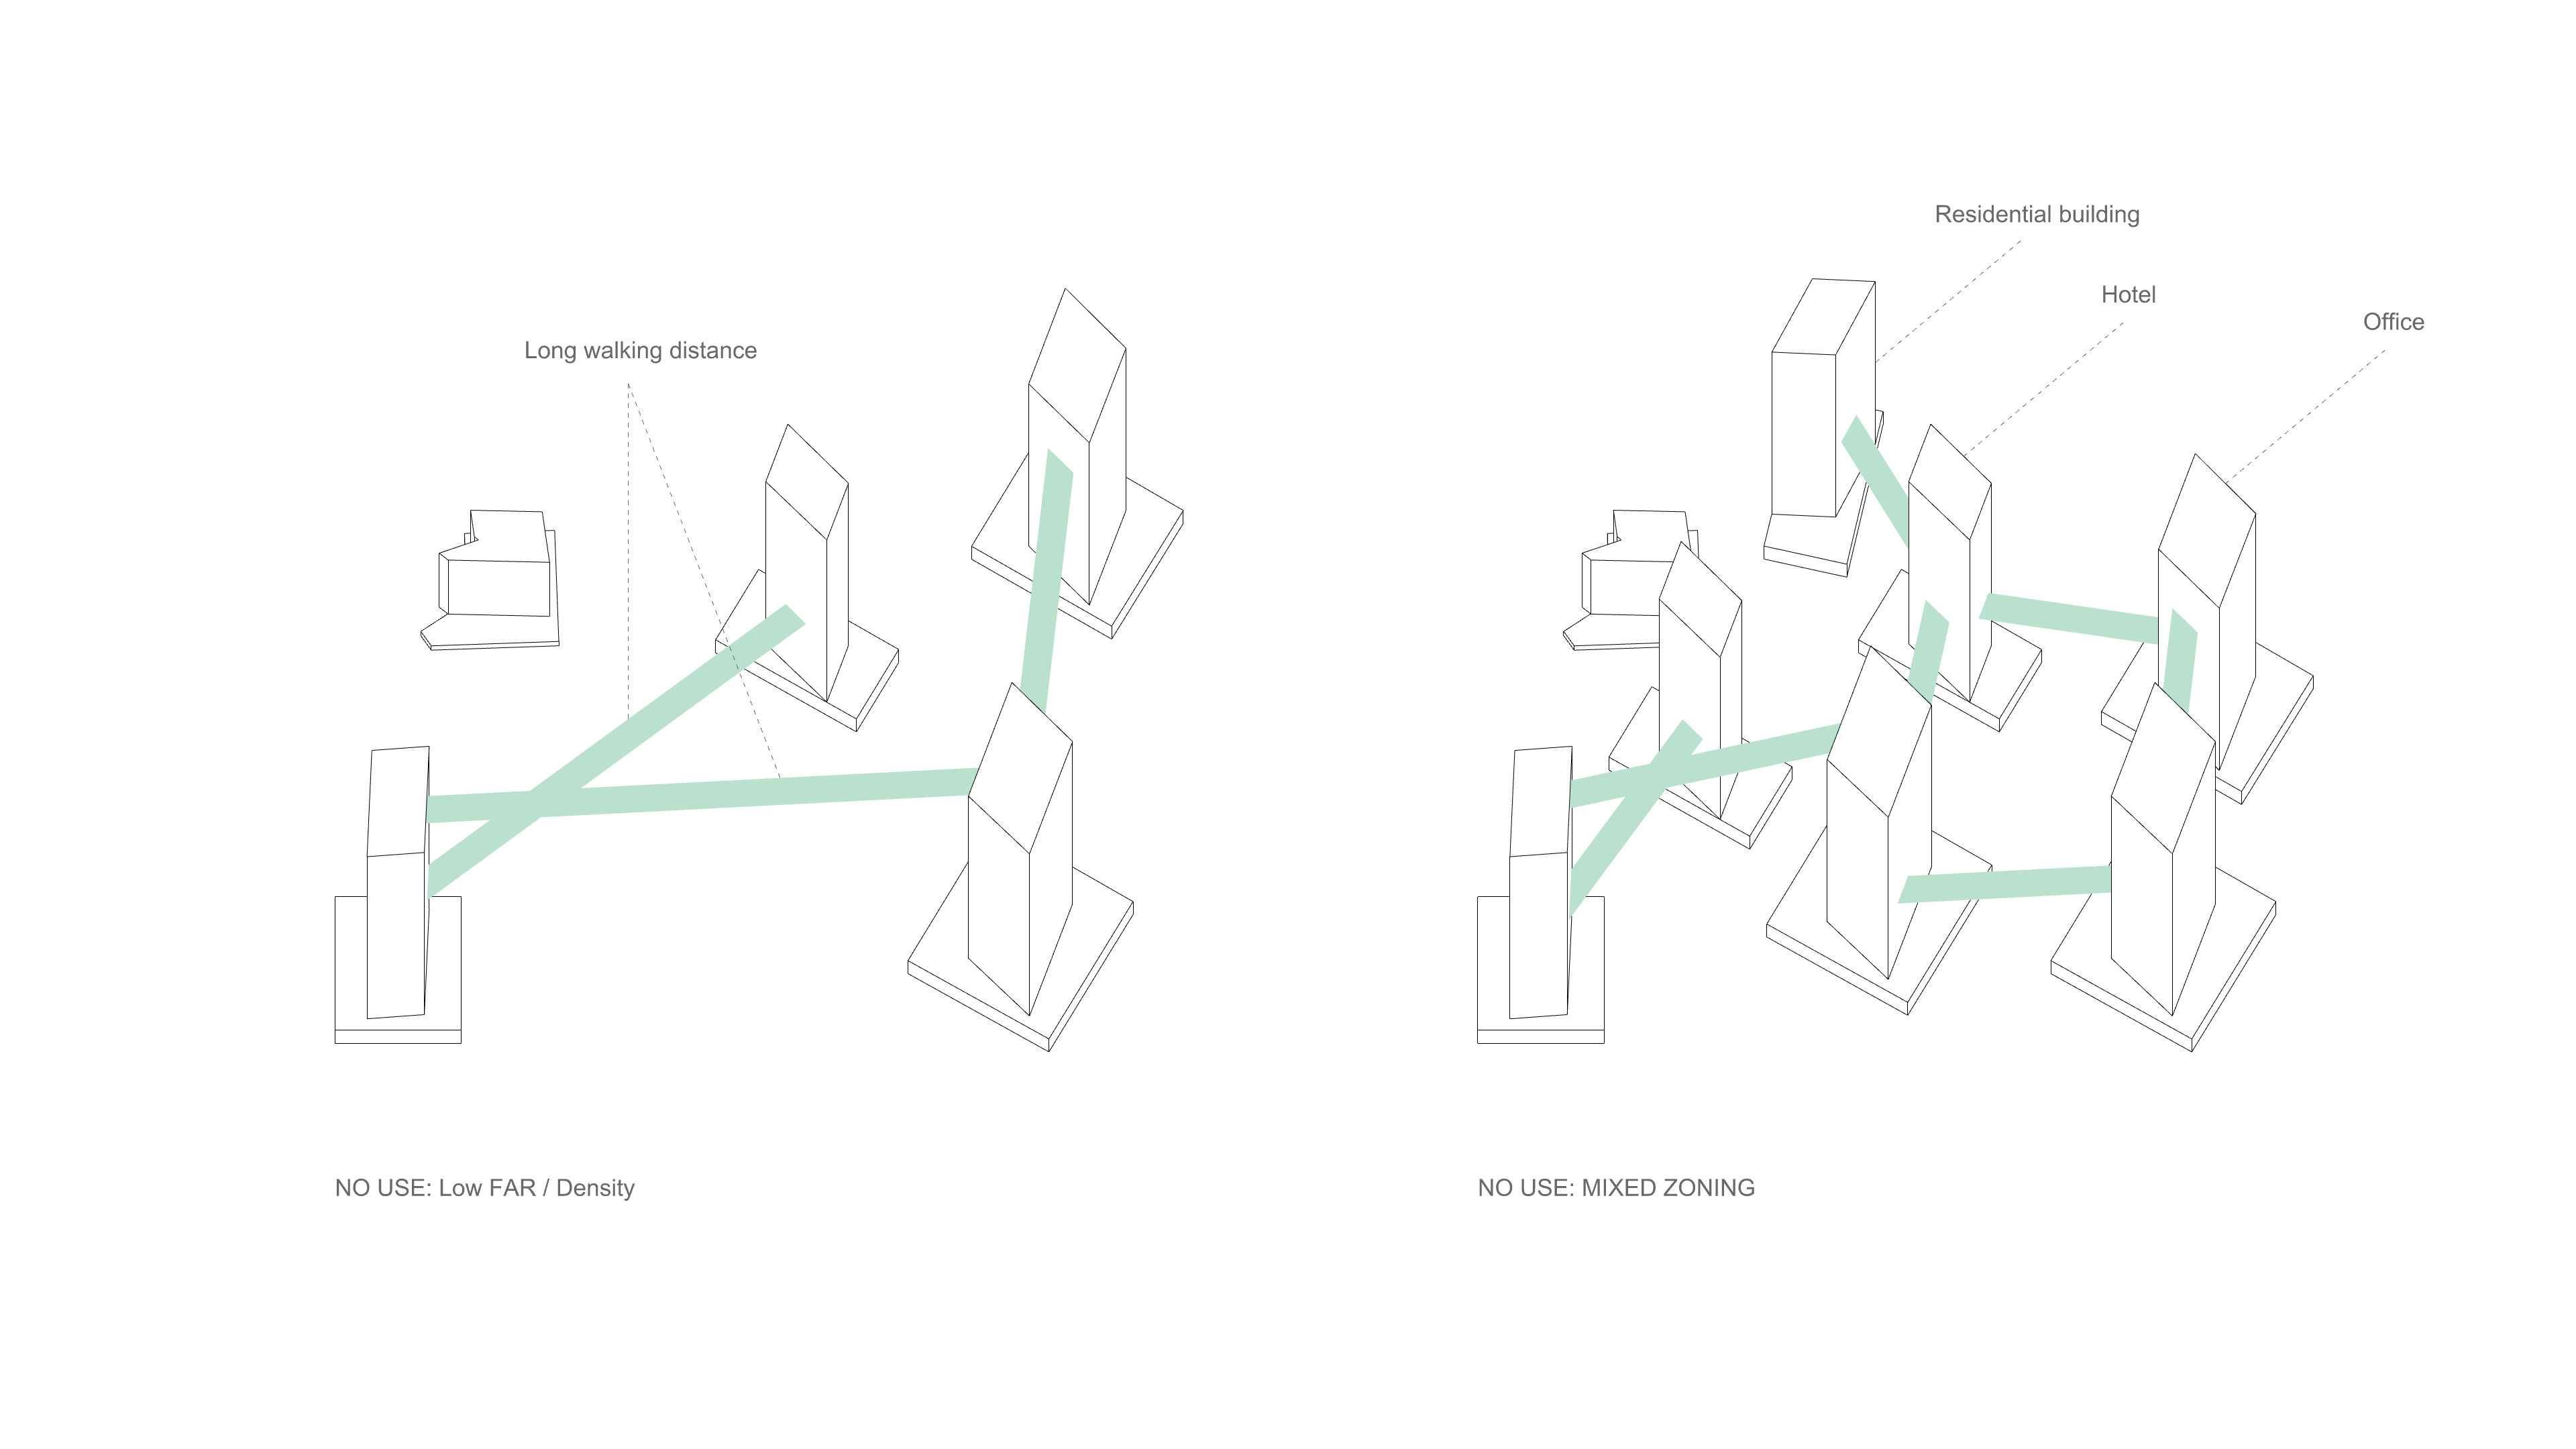 Long walking distance
NO USE: Low FAR / Density
Residential building
Hotel
Office
NO USE: MIXED ZONING